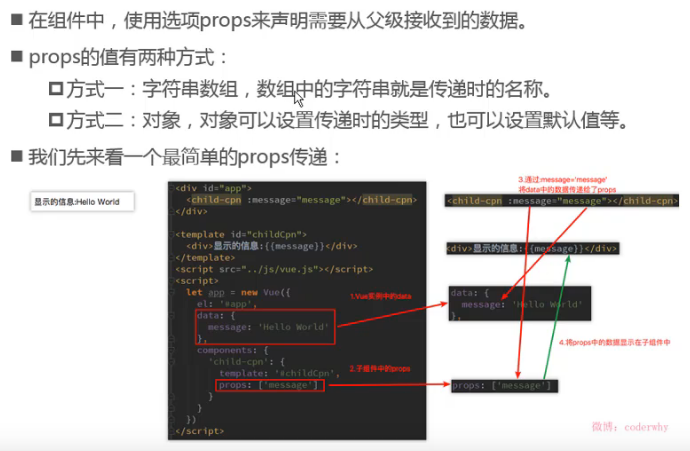 在组件中，使用选项props来声明需要从父级接收到的数据。
props的值有两种方式：
方式一：字符串数组，数组中的字符串就是传递时的名称。
方式二：对象，对象可以设置传递时的类型，也可以设置默认值等。
我们先来看一个最简单的props传递：
显示的信息:Hello World
<div id="app">
<child-cpn :message="message"></child-cpn>
</div>
<template id="childCpn">
<div>显示的信息:{{message}}</div>
</template>
<script src="../js/vue.js"></script>
<script>
let app = new Vue({
el: '#app',
data: {
message: 'Hello World'
},
components: {
'child-cpn': {
template: '#childCpn',
props: ['message']
}
}
})
</script>
1.Vue实例中的data
2.子组件中的props
3.通过:message='message'
将data中的数据传递给了props
<child-cpn :message="message"></child-cpn>
<div>显示的信息:{{message}}</div>
data: {
message: 'Hello World'
},
4.将props中的数据显示在子组件中
props: ['message']
微博：coderwhy